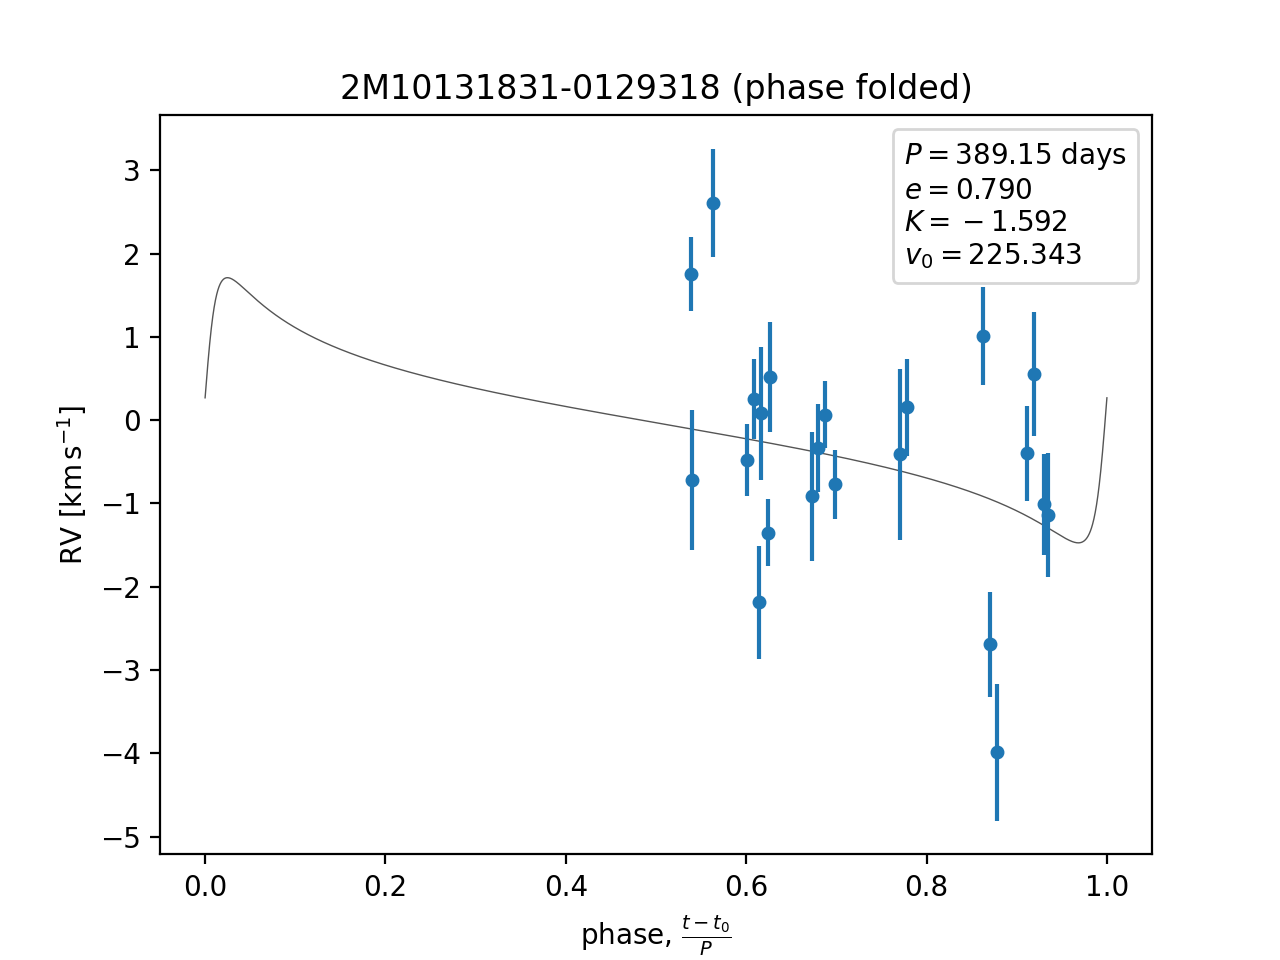 2M10131831-0129318 (phase folded)
P = 389.15 days
e = 0.790
K = −1.592
v₀ = 225.343
3
2
1
0
−1
−2
−3
−4
−5
RV [km s⁻¹]
0.0 0.2 0.4 0.6 0.8 1.0
phase, (t − t₀)/P